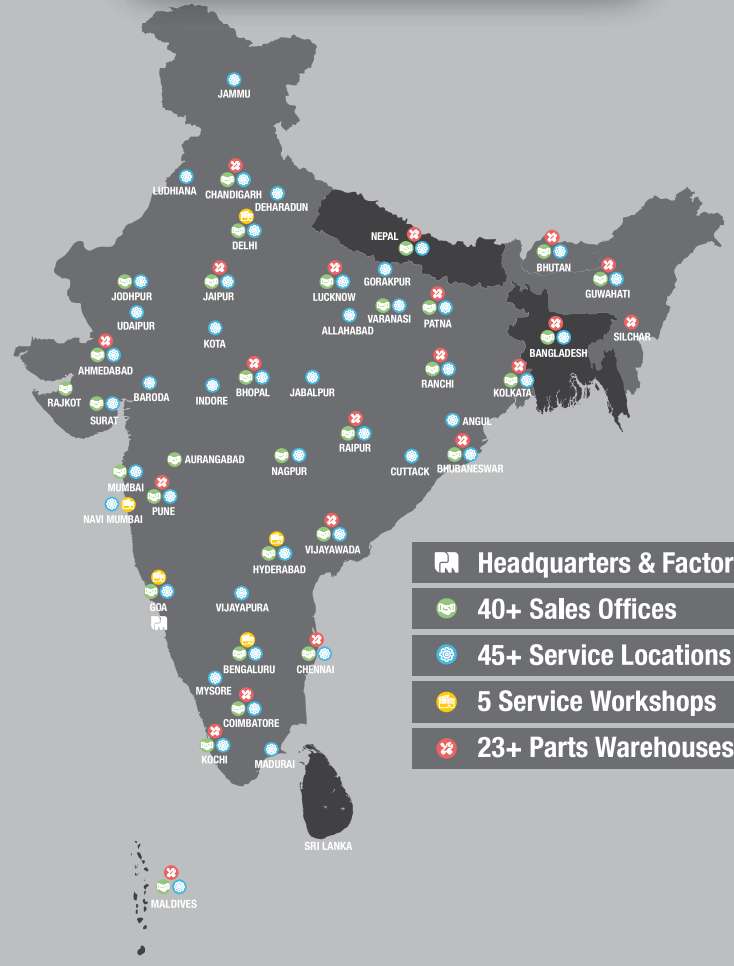 JAMMU
LUDHIANA
CHANDIGARH
DEHARADUN
DELHI
NEPAL
BHUTAN
GUWAHATI
JODHPUR
JAIPUR
LUCKNOW
GORAKPUR
UDAIPUR
KOTA
ALLAHABAD
VARANASI
PATNA
SILCHAR
BANGLADESH
AHMEDABAD
RAJKOT
BARODA
SURAT
INDORE
BHOPAL
JABALPUR
RANCHI
KOLKATA
ANGUL
RAIPUR
AURANGABAD
NAGPUR
CUTTACK
BHUBANESWAR
MUMBAI
PUNE
NAVI MUMBAI
HYDERABAD
VIJAYAWADA
GOA
VIJAYAPURA
BENGALURU
CHENNAI
MYSORE
COIMBATORE
KOCHI
MADURAI
SRI LANKA
MALDIVES
Headquarters & Factor
40+ Sales Offices
45+ Service Locations
5 Service Workshops
23+ Parts Warehouses